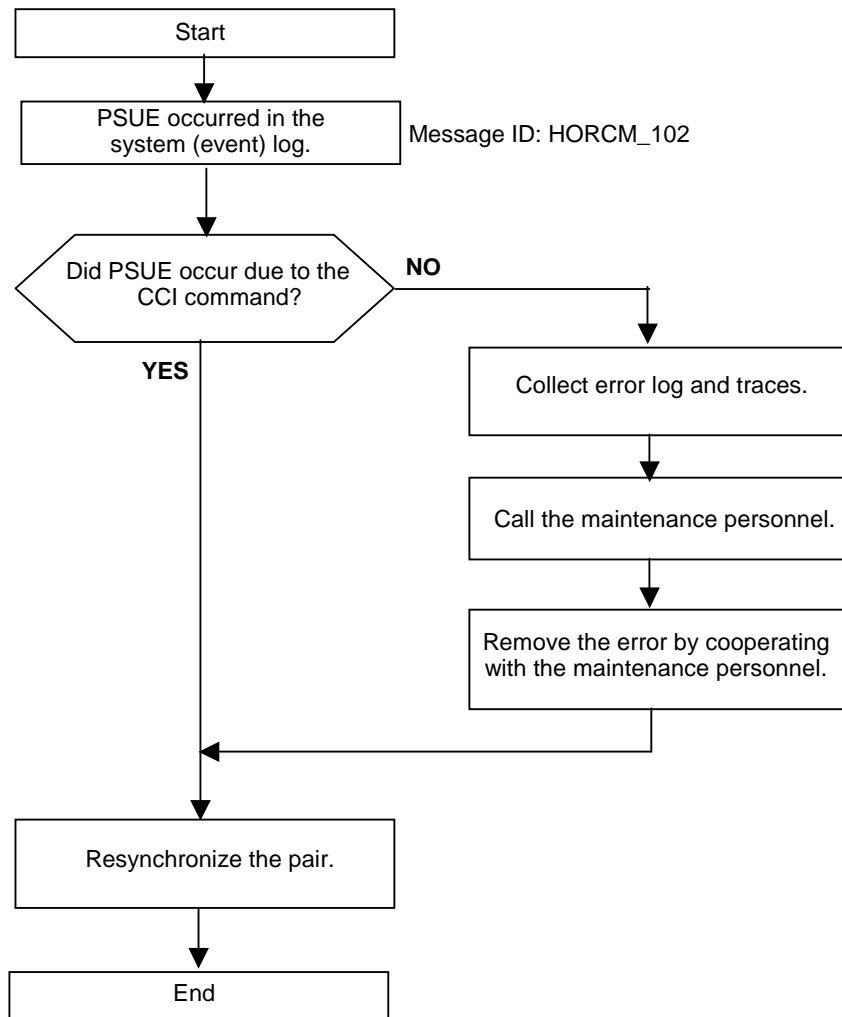 Start
PSUE occurred in the
system (event) log.
Message ID: HORCM_102
Did PSUE occur due to the
CCI command?
NO
YES
Collect error log and traces.
Call the maintenance personnel.
Remove the error by cooperating
with the maintenance personnel.
Resynchronize the pair.
End